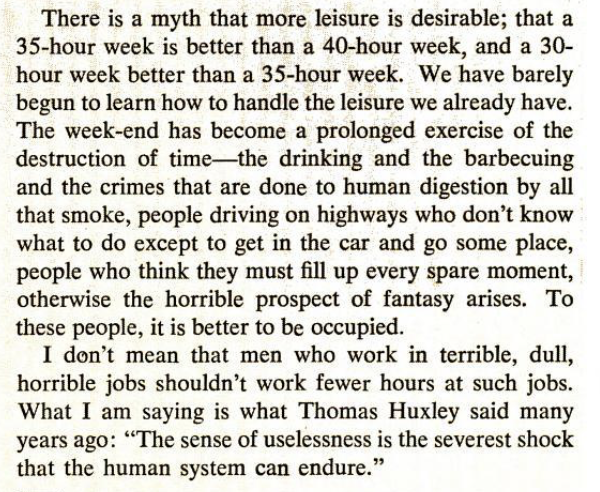 There is a myth that more leisure is desirable; that a
35-hour week is better than a 40-hour week, and a 30-
hour week better than a 35-hour week. We have barely
begun to learn how to handle the leisure we already have.
The week-end has become a prolonged exercise of the
destruction of time—the drinking and the barbecuing
and the crimes that are done to human digestion by all
that smoke, people driving on highways who don't know
what to do except to get in the car and go some place,
people who think they must fill up every spare moment,
otherwise the horrible prospect of fantasy arises. To
these people, it is better to be occupied.
I don't mean that men who work in terrible, dull,
horrible jobs shouldn't work fewer hours at such jobs.
What I am saying is what Thomas Huxley said many
years ago: “The sense of uselessness is the severest shock
that the human system can endure.”